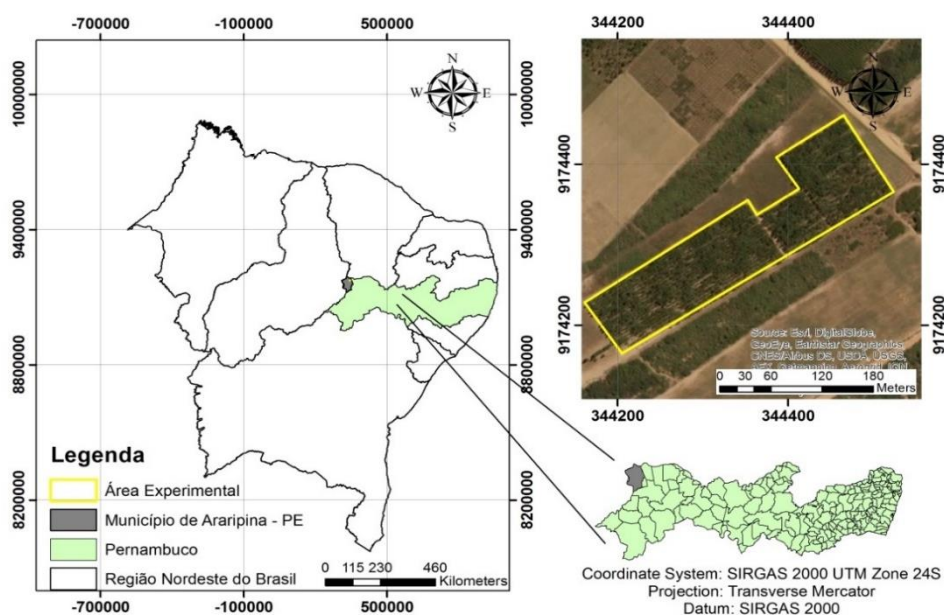 -700000 -100000 5000000
10000000
9400000
8800000
8200000
N
W E
S
Legenda
Área Experimental
Município de Araripina - PE
Pernambuco
Região Nordeste do Brasil
0 115 230 460
Kilometers
-700000 -100000 5000000
10000000
9400000
8800000
8200000
344200 344400
9174400
9174200
N
W E
S
Source: Esri, DigitalGlobe,
GeoEye, Earthstar Geographics,
CNES/Airbus DS, USDA, USGS,
0 30 60 120 180
Meters
344200 344400
9174400
9174200
Coordinate System: SIRGAS 2000 UTM Zone 24S
Projection: Transverse Mercator
Datum: SIRGAS 2000